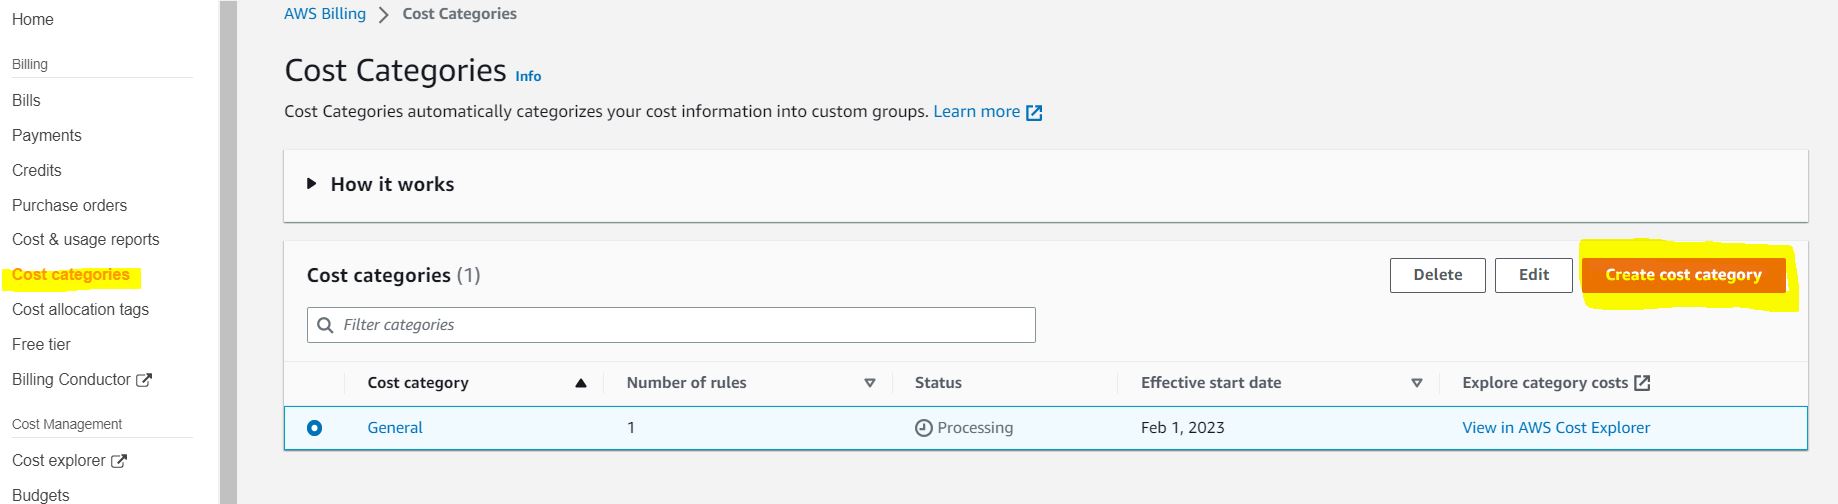 Home
Billing
Bills
Payments
Credits
Purchase orders
Cost & usage reports
Cost categories
Cost allocation tags
Free tier
Billing Conductor
Cost Management
Cost explorer
Budgets
AWS Billing > Cost Categories
Cost Categories Info
Cost Categories automatically categorizes your cost information into custom groups. Learn more
How it works
Cost categories (1) Delete Edit Create cost category
Filter categories
Cost category Number of rules Status Effective start date Explore category costs
General 1 Processing Feb 1, 2023 View in AWS Cost Explorer